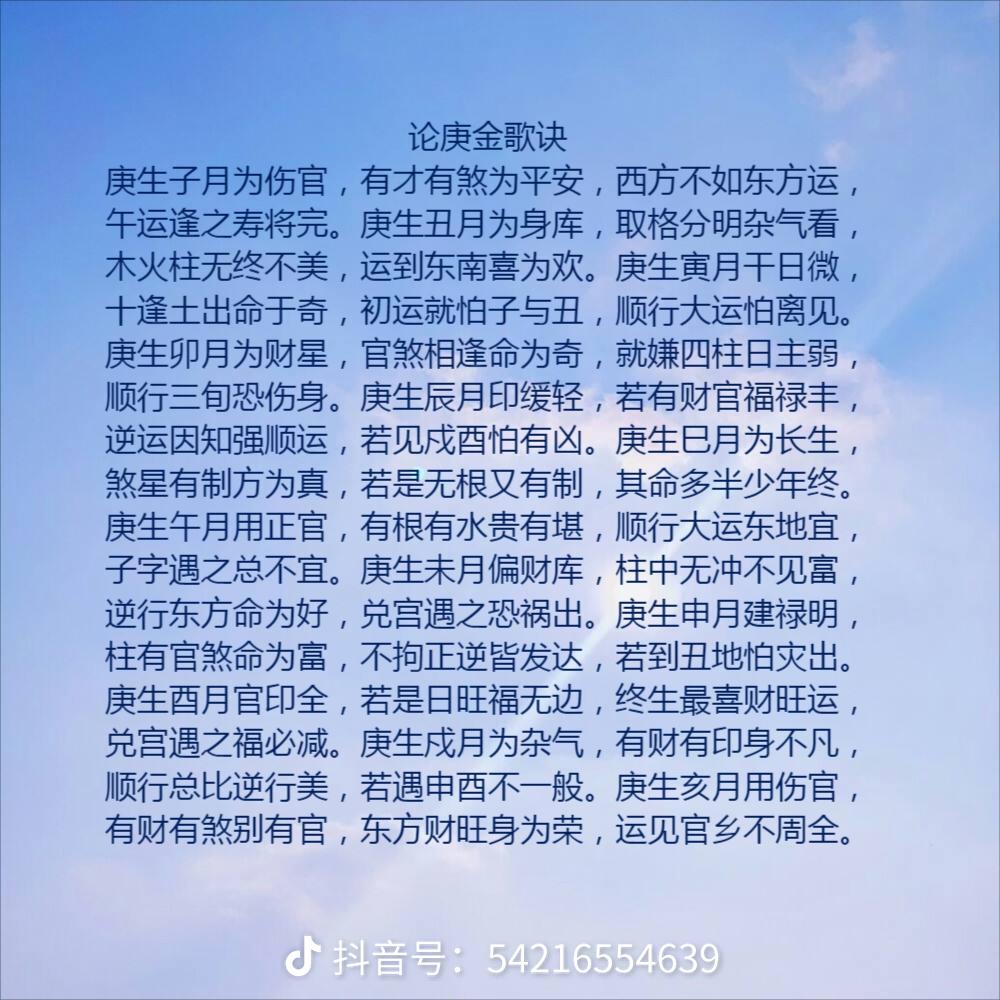 论庚金歌诀
庚生子月为伤官，有才有煞为平安，西方不如东方运，
午运逢之寿将完。庚生丑月为身库，取格分明杂气看，
木火柱无终不美，运到东南喜为欢。庚生寅月干日微，
十逢土出命于奇，初运就怕子与丑，顺行大运怕离见。
庚生卯月为财星，官煞相逢命为奇，就嫌四柱日主弱，
顺行三旬恐伤身。庚生辰月印缓轻，若有财官福禄丰，
逆运因知强顺运，若见戍酉怕有凶。庚生巳月为长生，
煞星有制方为真，若是无根又有制，其命多半少年终。
庚生午月用正官，有根有水贵有堪，顺行大运东地宜，
子字遇之总不宜。庚生未月偏财库，柱中无冲不见富，
逆行东方命为好，兑宫遇之恐祸出。庚生申月建禄明，
柱有官煞命为富，不拘正逆皆发达，若到丑地怕灾出。
庚生酉月官印全，若是日旺福无边，终生最喜财旺运，
兑宫遇之福必减。庚生戍月为杂气，有财有印身不凡，
顺行总比逆行美，若遇申酉不一般。庚生亥月用伤官，
有财有煞别有官，东方财旺身为荣，运见官乡不周全。
抖音号：54216554639